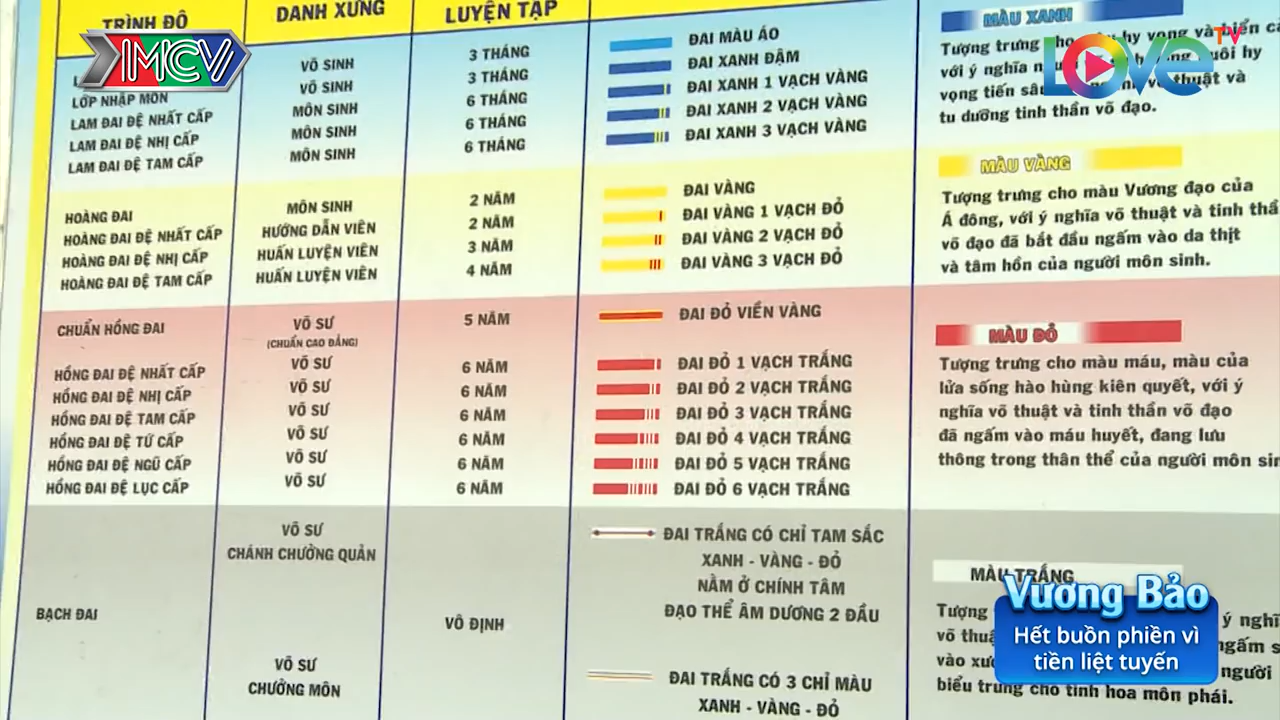 TRÌNH ĐỘ
DANH XƯNG
LUYỆN TẬP
MCV
LOVE TV
VÕ SINH
3 THÁNG
ĐAI MÀU ÁO
VÕ SINH
3 THÁNG
ĐAI XANH ĐẬM
LỚP NHẬP MÔN
MÔN SINH
6 THÁNG
ĐAI XANH 1 VẠCH VÀNG
LAM ĐAI ĐỆ NHẤT CẤP
MÔN SINH
6 THÁNG
ĐAI XANH 2 VẠCH VÀNG
LAM ĐAI ĐỆ NHỊ CẤP
MÔN SINH
6 THÁNG
ĐAI XANH 3 VẠCH VÀNG
LAM ĐAI ĐỆ TAM CẤP
HOÀNG ĐAI
MÔN SINH
2 NĂM
ĐAI VÀNG
HOÀNG ĐAI ĐỆ NHẤT CẤP
HƯỚNG DẪN VIÊN
2 NĂM
ĐAI VÀNG 1 VẠCH ĐỎ
HOÀNG ĐAI ĐỆ NHỊ CẤP
HUẤN LUYỆN VIÊN
3 NĂM
ĐAI VÀNG 2 VẠCH ĐỎ
HOÀNG ĐAI ĐỆ TAM CẤP
HUẤN LUYỆN VIÊN
4 NĂM
ĐAI VÀNG 3 VẠCH ĐỎ
CHUẨN HỒNG ĐAI
VÕ SƯ
(CHUẨN CAO ĐẲNG)
5 NĂM
ĐAI ĐỎ VIỀN VÀNG
HỒNG ĐAI ĐỆ NHẤT CẤP
VÕ SƯ
6 NĂM
ĐAI ĐỎ 1 VẠCH TRẮNG
HỒNG ĐAI ĐỆ NHỊ CẤP
VÕ SƯ
6 NĂM
ĐAI ĐỎ 2 VẠCH TRẮNG
HỒNG ĐAI ĐỆ TAM CẤP
VÕ SƯ
6 NĂM
ĐAI ĐỎ 3 VẠCH TRẮNG
HỒNG ĐAI ĐỆ TỨ CẤP
VÕ SƯ
6 NĂM
ĐAI ĐỎ 4 VẠCH TRẮNG
HỒNG ĐAI ĐỆ NGŨ CẤP
VÕ SƯ
6 NĂM
ĐAI ĐỎ 5 VẠCH TRẮNG
HỒNG ĐAI ĐỆ LỤC CẤP
VÕ SƯ
6 NĂM
ĐAI ĐỎ 6 VẠCH TRẮNG
BẠCH ĐAI
VÕ SƯ
CHÁNH CHƯỞNG QUẢN
VÕ SƯ
CHƯỞNG MÔN
VÔ ĐỊNH
ĐAI TRẮNG CÓ CHỈ TAM SẮC
XANH - VÀNG - ĐỎ
NẰM Ở CHÍNH TÂM
ĐẠO THỂ ÂM DƯƠNG 2 ĐẦU
ĐAI TRẮNG CÓ 3 CHỈ MÀU
XANH - VÀNG - ĐỎ
MÀU XANH
Tượng trưng cho hy vọng và biển
với ý nghĩa hy
vọng tiến thuật và
tu dưỡng tinh thần võ đạo.
MÀU VÀNG
Tượng trưng cho màu Vương đạo của
Á đông, với ý nghĩa võ thuật và tinh
võ đạo đã bắt đầu ngấm vào da thịt
và tâm hồn của người môn sinh.
MÀU ĐỎ
Tượng trưng cho màu máu, màu của
lửa sống hào hùng kiên quyết, với ý
nghĩa võ thuật và tinh thần võ đạo
đã ngấm vào máu huyết, đang lưu
thông trong thân thể của người môn
MÀU TRẮNG
Tượng ý
võ ngấm
vào người
biểu trưng cho tinh hoa môn phái.
Vương Bảo
Hết buồn phiền vì
tiền liệt tuyến